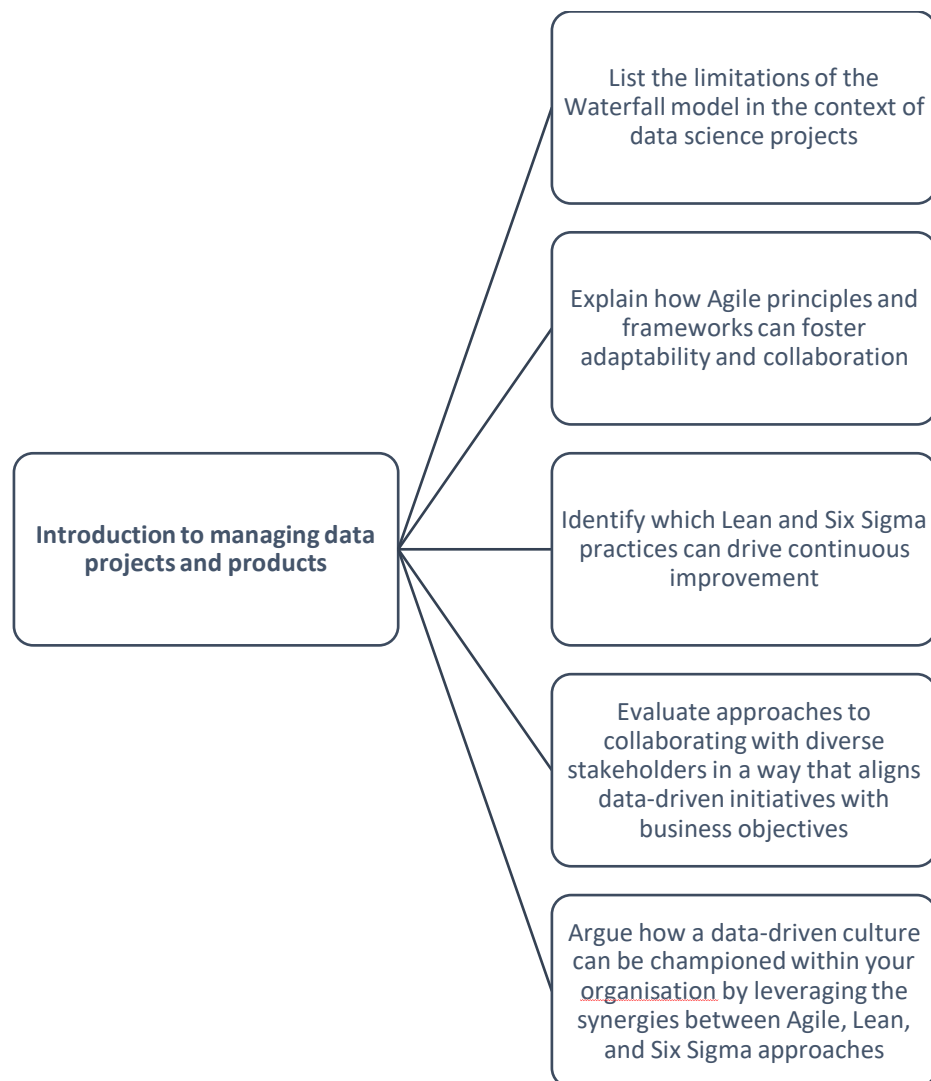 List the limitations of the
Waterfall model in the context of
data science projects
Explain how Agile principles and
frameworks can foster
adaptability and collaboration
Introduction to managing data
projects and products
Identify which Lean and Six Sigma
practices can drive continuous
improvement
Evaluate approaches to
collaborating with diverse
stakeholders in a way that aligns
data-driven initiatives with
business objectives
Argue how a data-driven culture
can be championed within your
organisation by leveraging the
synergies between Agile, Lean,
and Six Sigma approaches